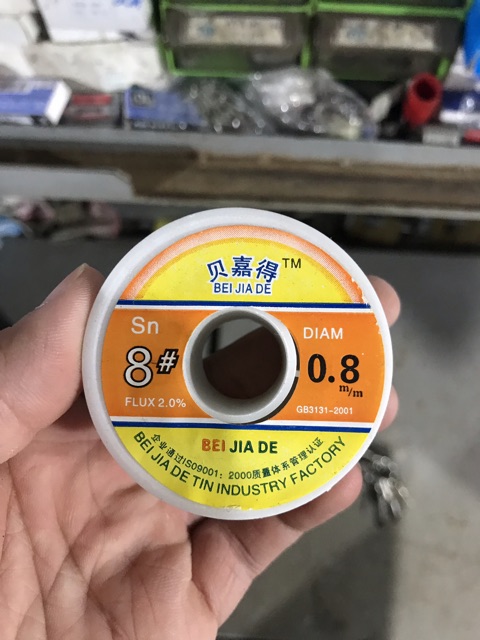 贝嘉得™
BEI JIA DE
Sn
8#
FLUX 2.0%
DIAM
0.8
m/m
GB3131-2001
BEI JIA DE
企业通过ISO9001：2000质量体系管理认证
BEI JIA DE TIN INDUSTRY FACTORY